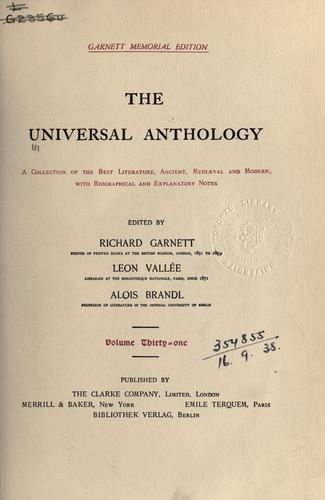 GARNETT MEMORIAL EDITION
THE
UNIVERSAL ANTHOLOGY
A COLLECTION OF THE BEST LITERATURE, ANCIENT, MEDIÆVAL AND MODERN,
WITH BIOGRAPHICAL AND EXPLANATORY NOTES
EDITED BY
RICHARD GARNETT
KEEPER OF PRINTED BOOKS AT THE BRITISH MUSEUM, LONDON, 1851 TO 1899
LEON VALLÉE
LIBRARIAN AT THE BIBLIOTHEQUE NATIONALE, PARIS, SINCE 1871
ALOIS BRANDL
PROFESSOR OF LITERATURE IN THE IMPERIAL UNIVERSITY OF BERLIN
Volume Thirty-one
354855
16. 9. 38.
PUBLISHED BY
THE CLARKE COMPANY, LIMITED, London
MERRILL & BAKER, New York EMILE TERQUEM, Paris
BIBLIOTHEK VERLAG, Berlin